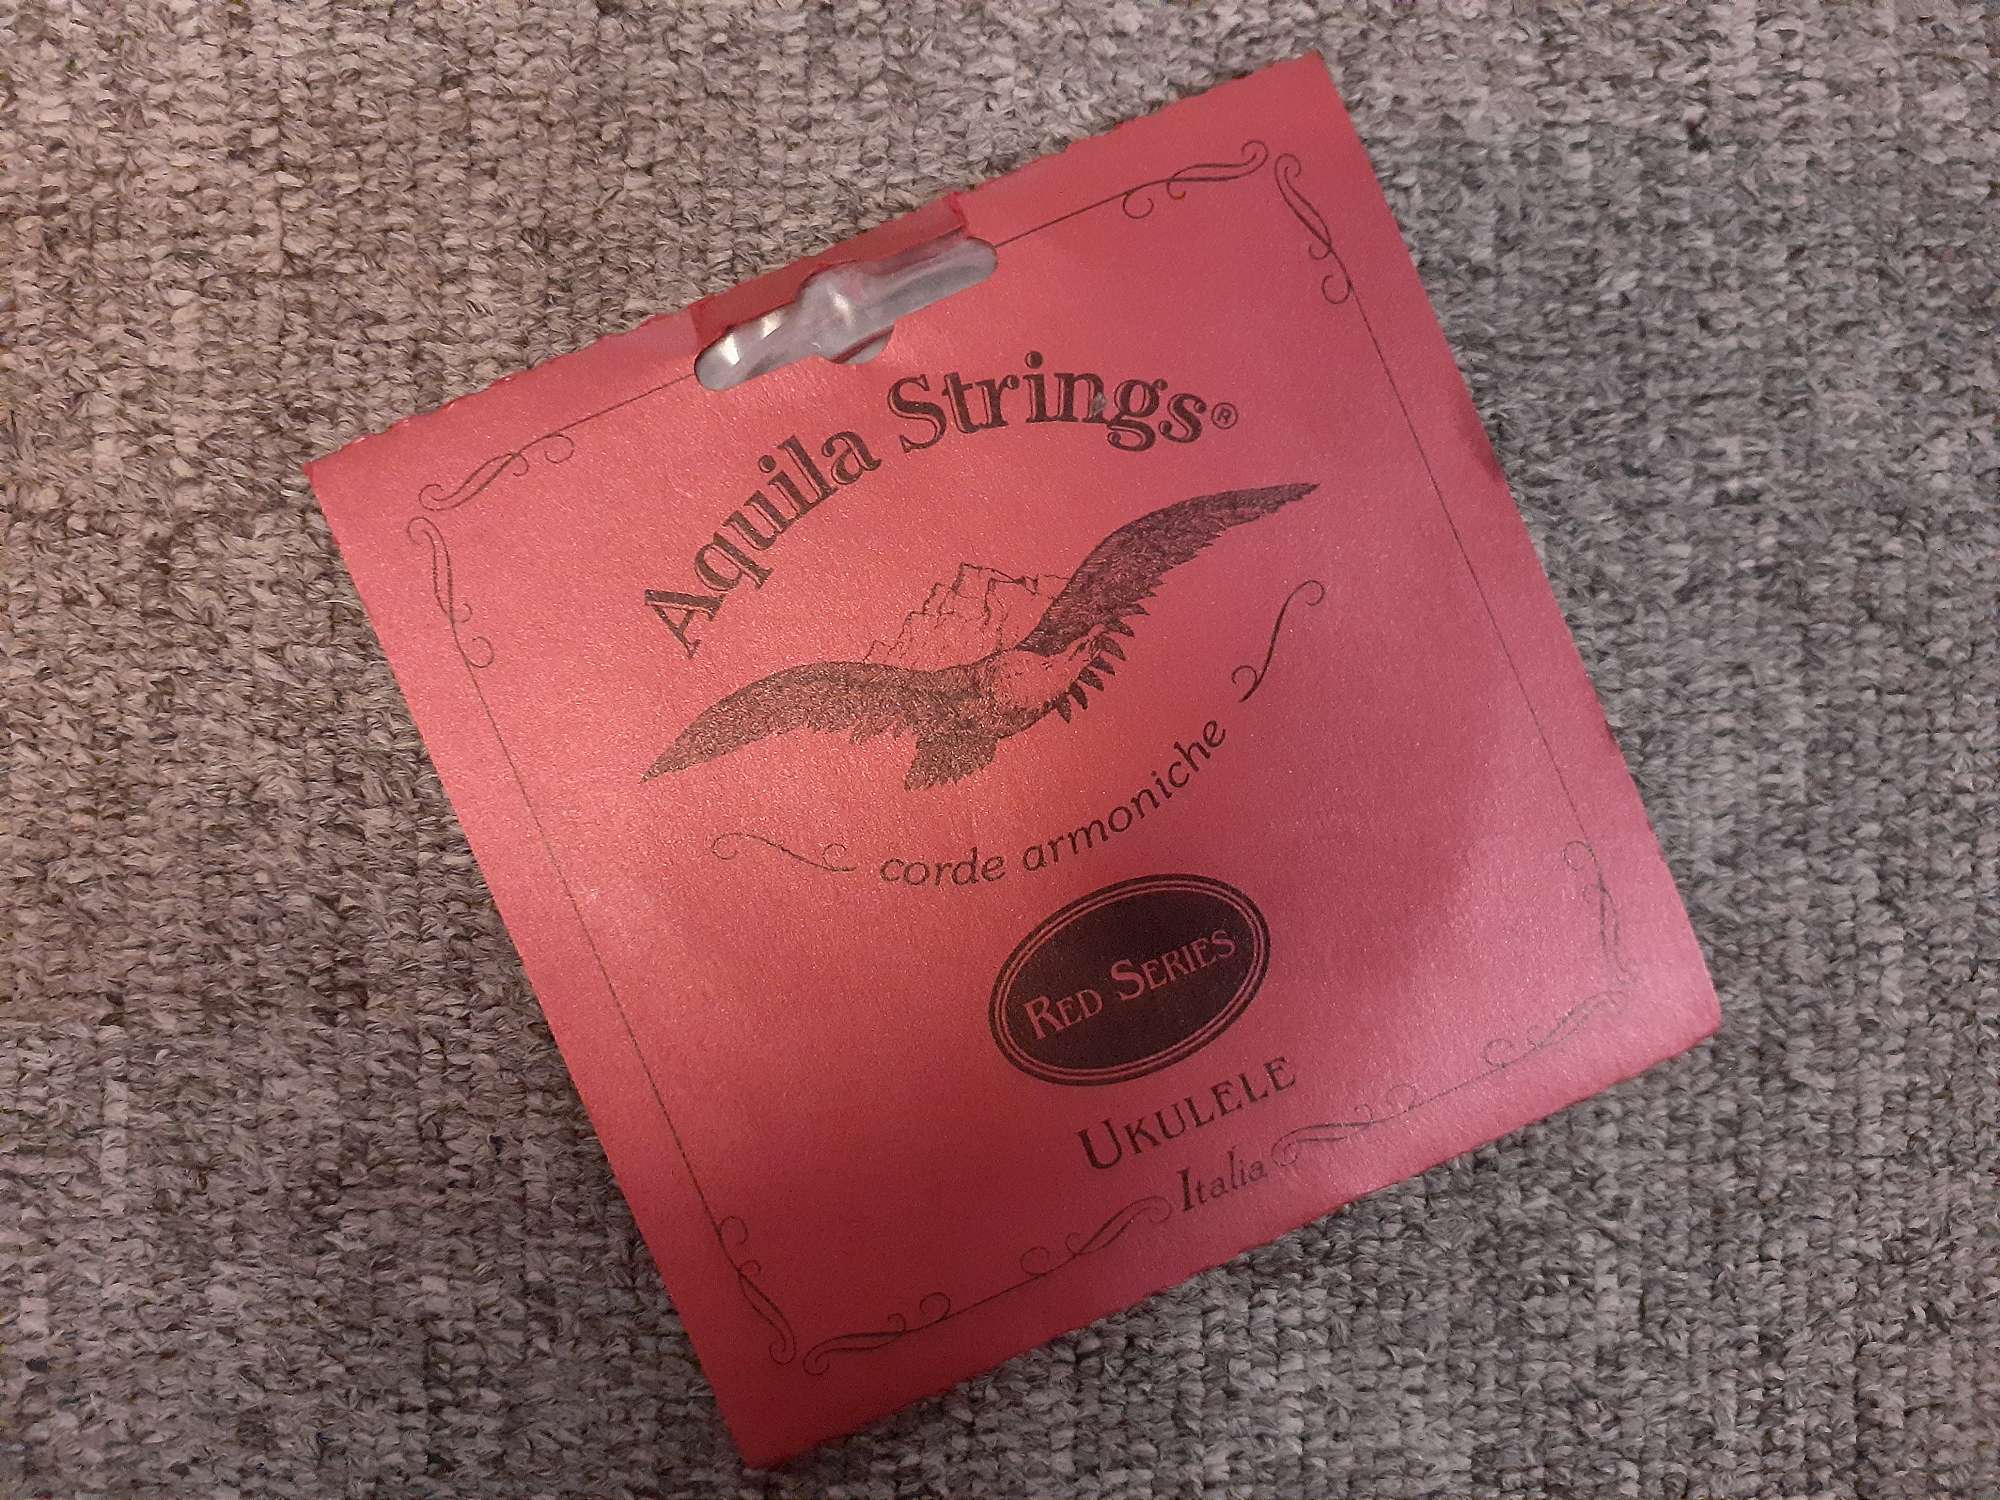 Aquila Strings®
corde armoniche
RED SERIES
UKULELE
Italia